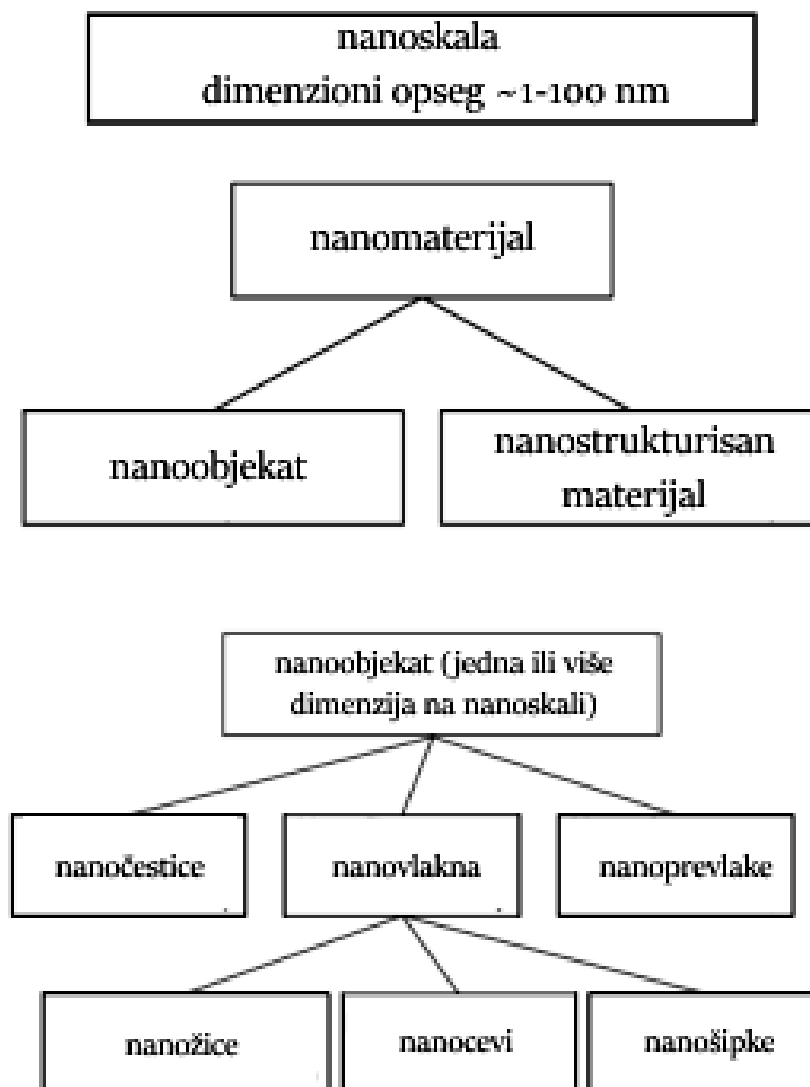 nanoskala
dimenzioni opseg ~1-100 nm
nanomaterijal
nanoobjekat
nanostrukturisan
materijal
nanoobjekat (jedna ili više
dimenzija na nanoskali)
nanočestice
nanovlakna
nanoprevlake
nanožice
nanocevi
nanošipke